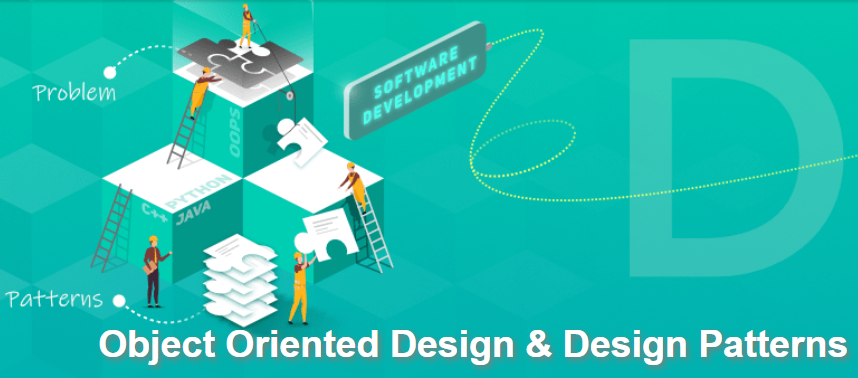 SOFTWARE
DEVELOPMENT
D
Problem
OOPS
PYTHON
C++
JAVA
Patterns
Object Oriented Design & Design Patterns